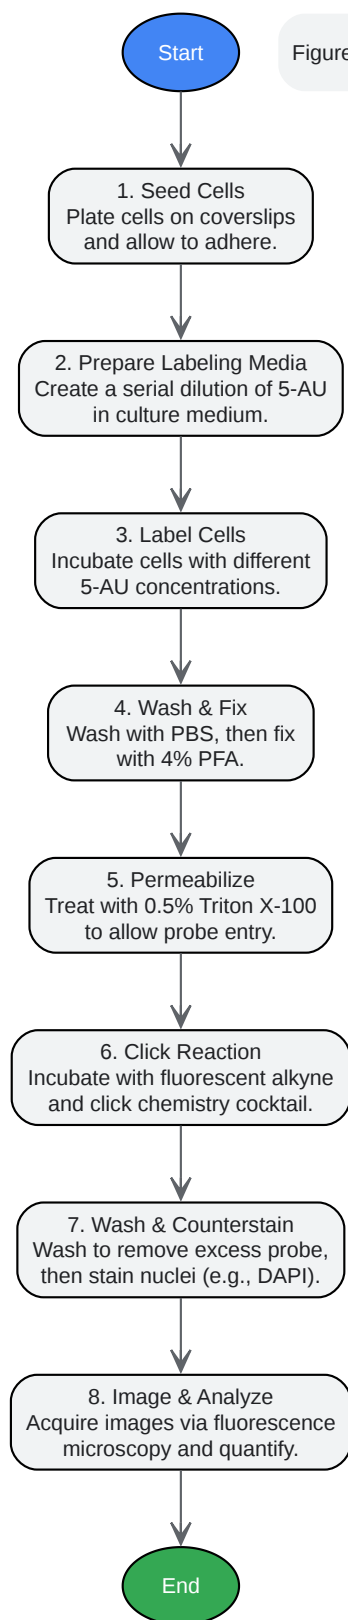 Start
Figure
1. Seed Cells
Plate cells on coverslips
and allow to adhere.
2. Prepare Labeling Media
Create a serial dilution of 5-AU
in culture medium.
3. Label Cells
Incubate cells with different
5-AU concentrations.
4. Wash & Fix
Wash with PBS, then fix
with 4% PFA.
5. Permeabilize
Treat with 0.5% Triton X-100
to allow probe entry.
6. Click Reaction
Incubate with fluorescent alkyne
and click chemistry cocktail.
7. Wash & Counterstain
Wash to remove excess probe,
then stain nuclei (e.g., DAPI).
8. Image & Analyze
Acquire images via fluorescence
microscopy and quantify.
End